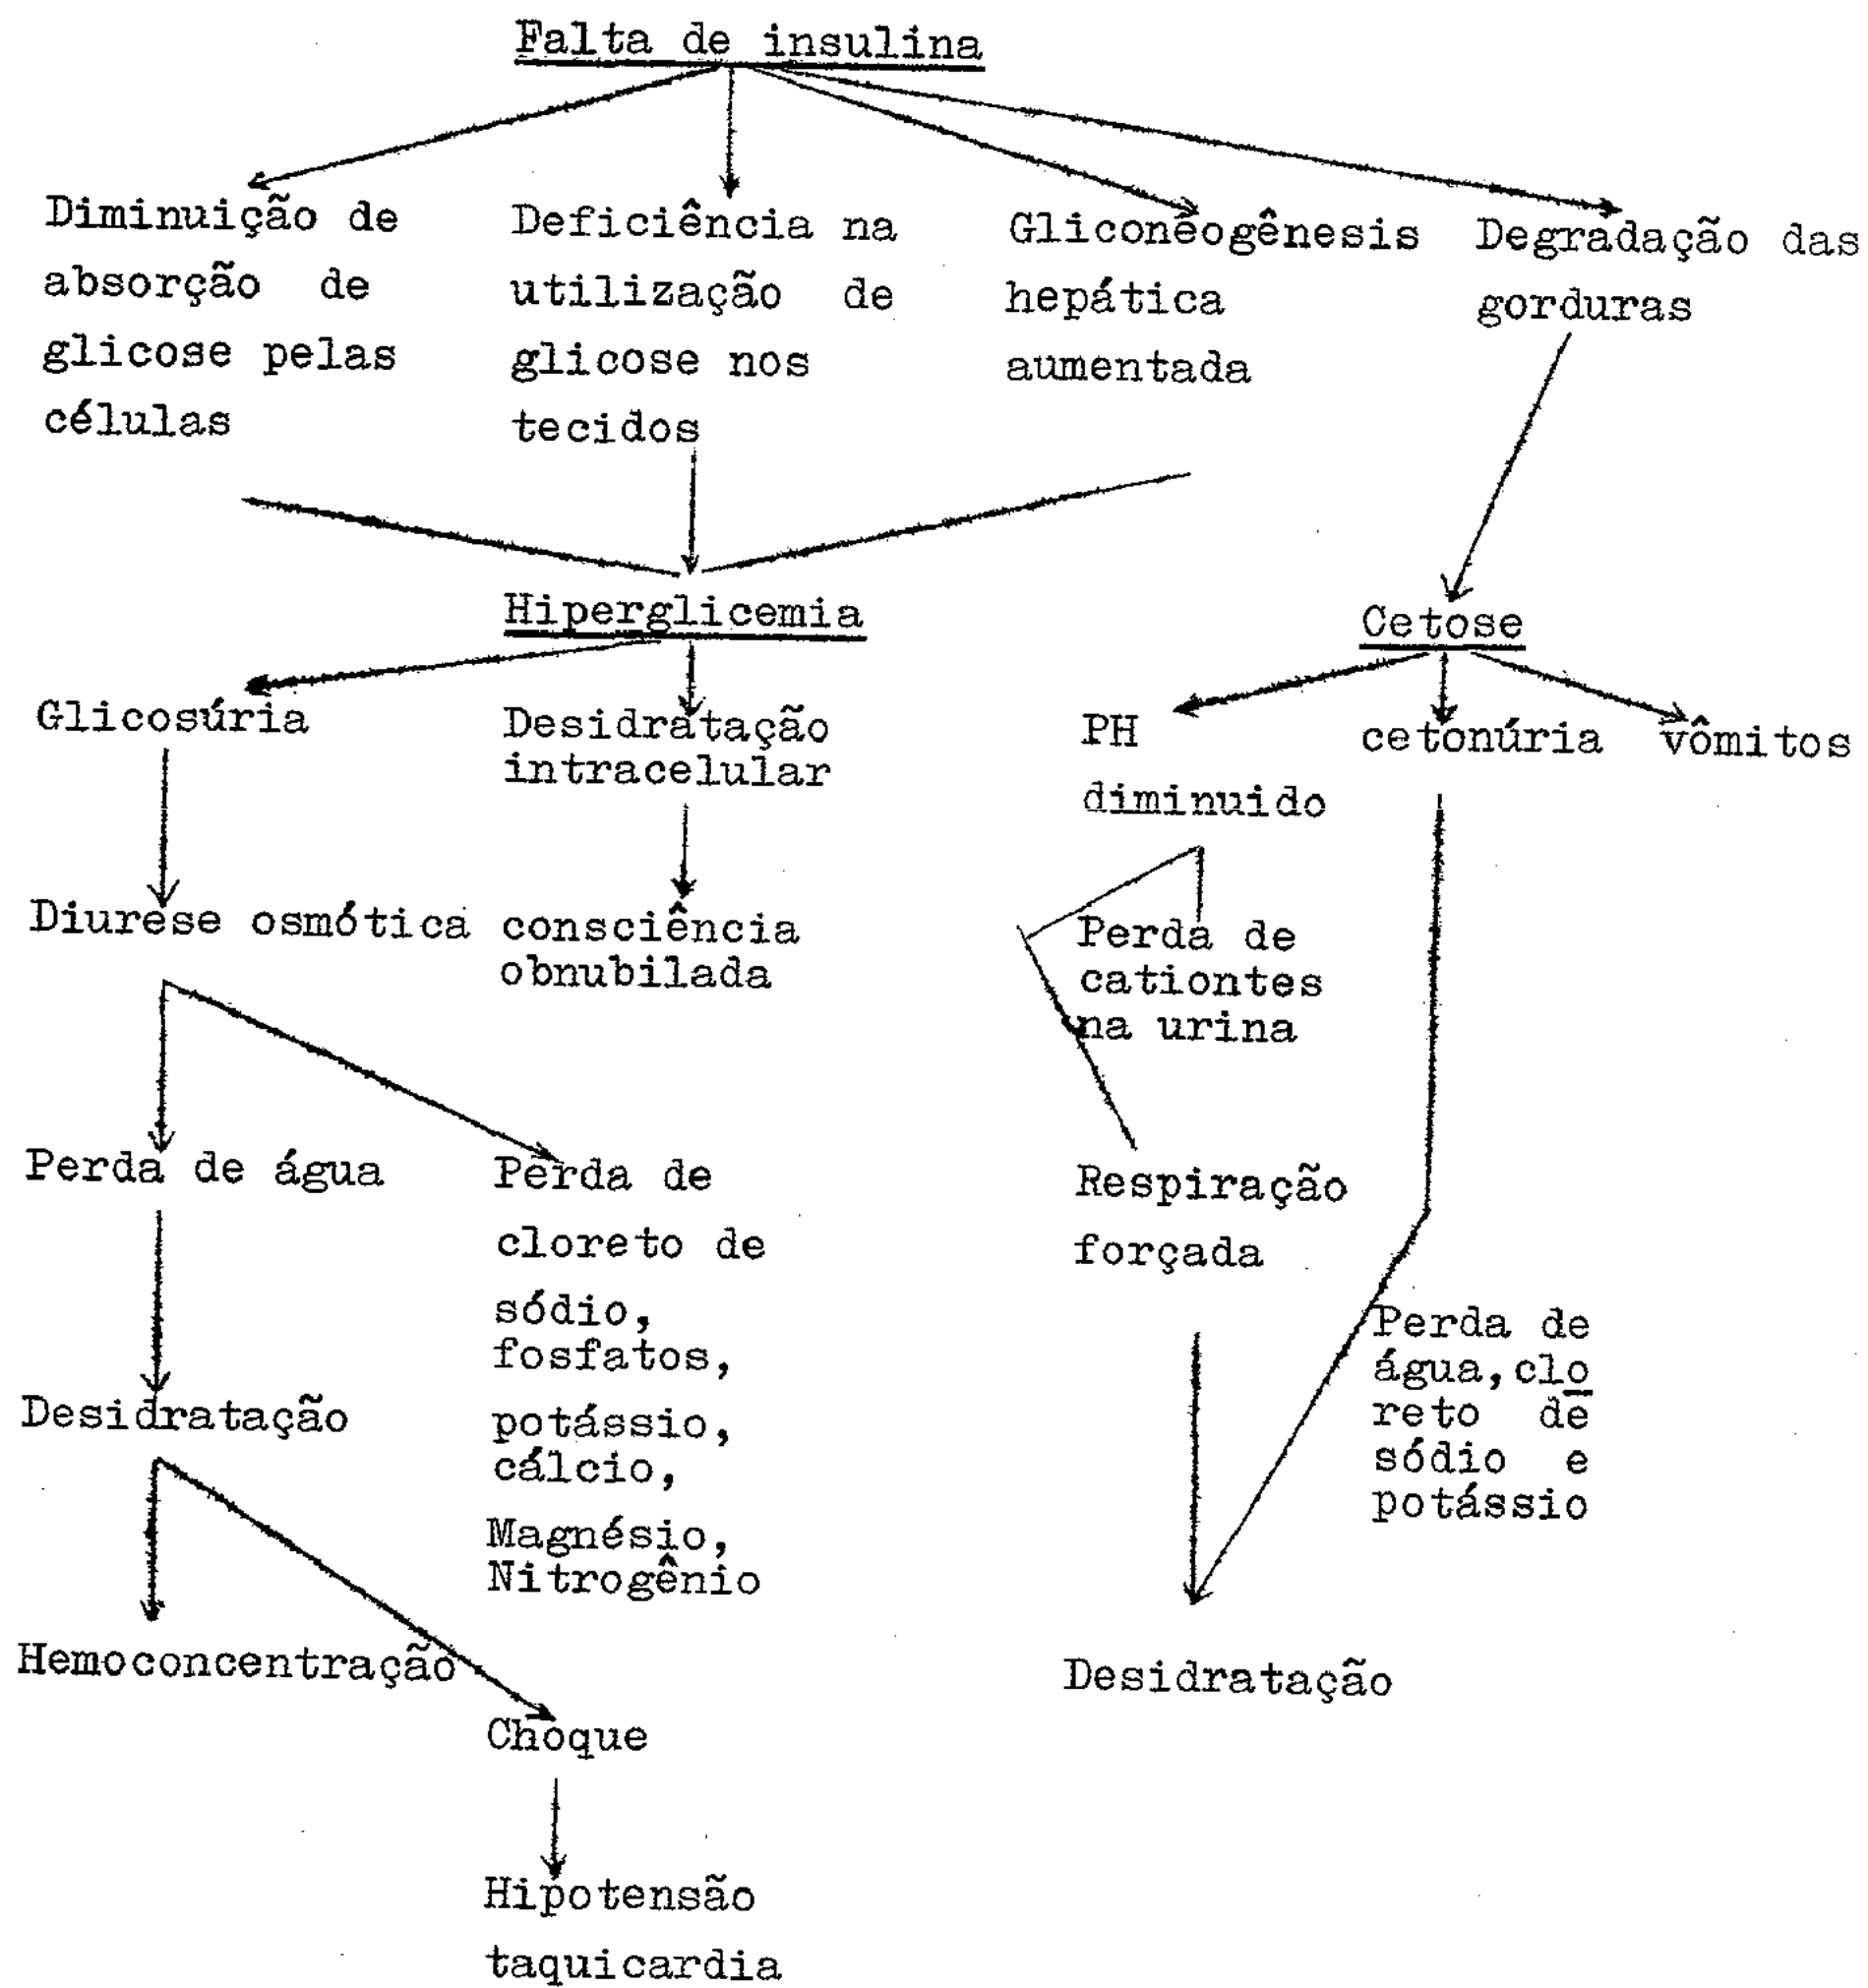 Falta de insulina
Diminuição de
absorção de
glicose pelas
células
Deficiência na
utilização de
glicose nos
tecidos
Gliconeogênesis
hepática
aumentada
Degradação das
gorduras
Hiperglicemia
Cetose
Glicosúria
Desidratação
intracelular
PH
diminuido
cetonúria
vômitos
Diurese osmótica
consciência
obnubilada
Perda de
cationtes
na urina
Perda de água
Perda de
cloreto de
sódio,
fosfatos,
potássio,
cálcio,
Magnésio,
Nitrogênio
Respiração
forçada
Perda de
água, clo
reto de
sódio e
potássio
Desidratação
Hemoconcentração
Desidratação
Choque
Hipotensão
taquicardia